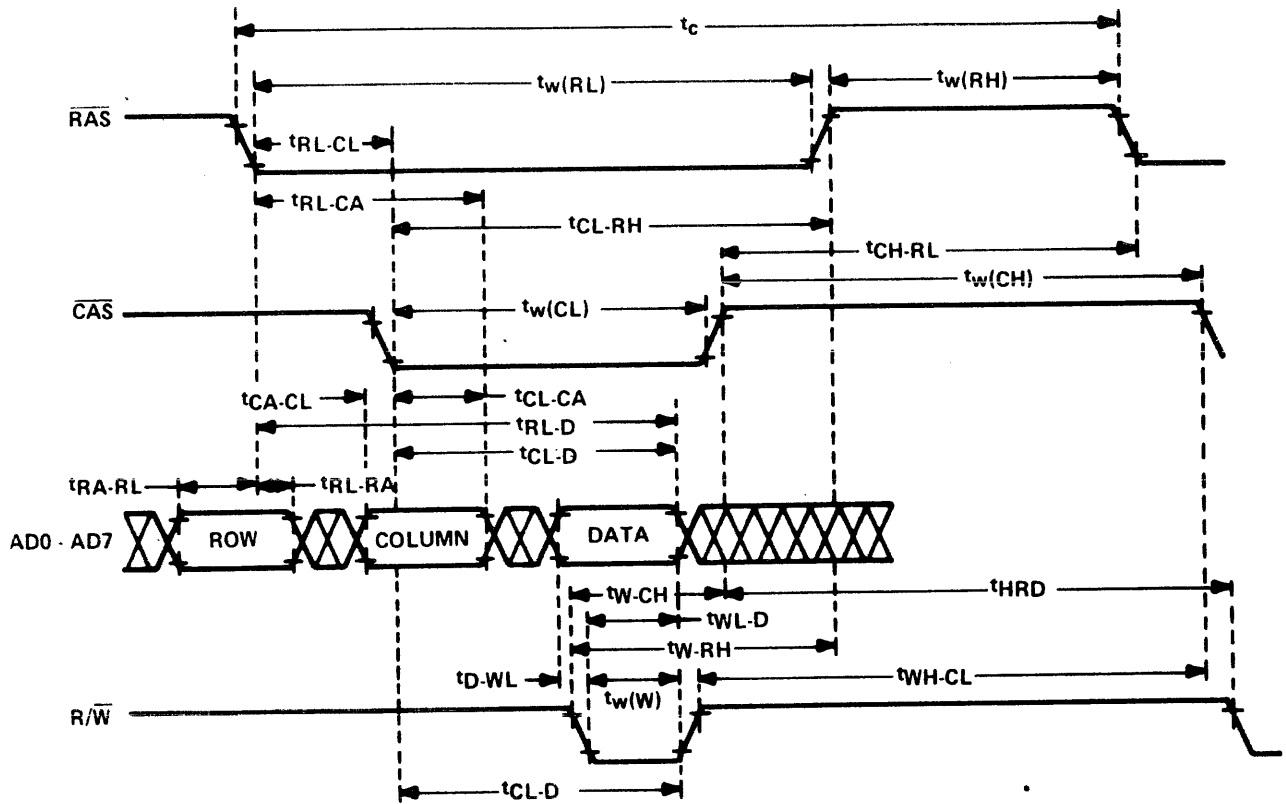 tc
tw(RL)
tw(RH)
RAS
tRL-CL
tRL-CA
tCL-RH
tCH-RL
tw(CH)
CAS
tw(CL)
tCA-CL
tCL-CA
tRL-D
tCL-D
tRA-RL
tRL-RA
AD0 - AD7
ROW
COLUMN
DATA
tW-CH
tHRD
tWL-D
tW-RH
tD-WL
tw(W)
tWH-CL
R/W
tCL-D